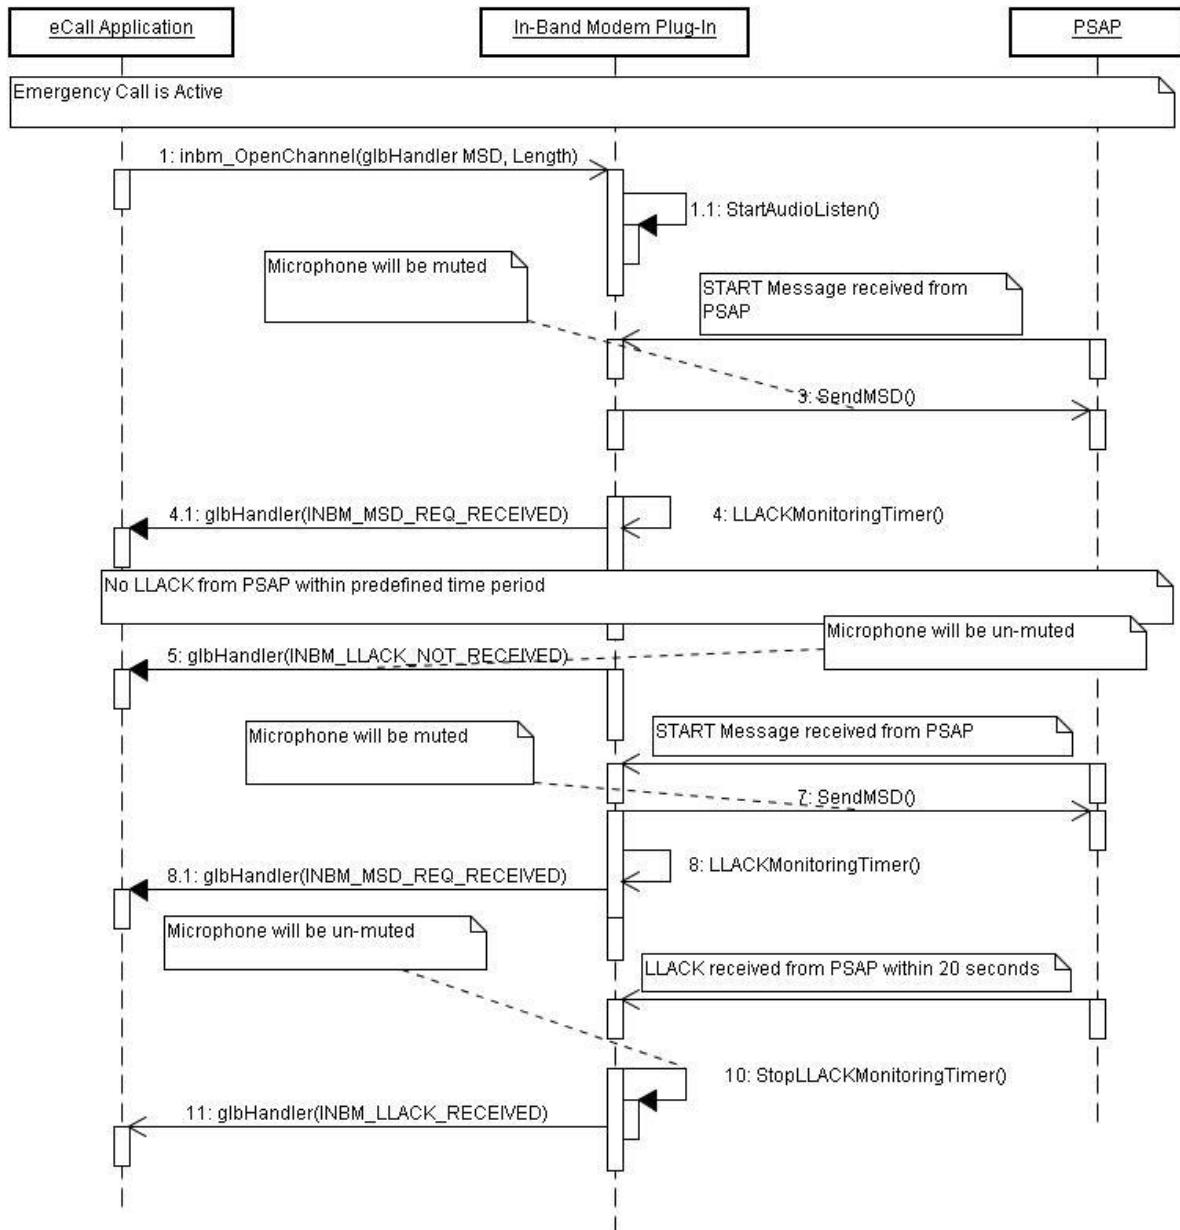 eCall Application
In-Band Modem Plug-In
PSAP
Emergency Call is Active
1: inbm_OpenChannel(glbHandler MSD, Length)
1.1: StartAudioListen()
Microphone will be muted
START Message received from
PSAP
3: SendMSD()
4.1: glbHandler(INBM_MSD_REQ_RECEIVED)
4: LLACKMonitoringTimer()
No LLACK from PSAP within predefined time period
Microphone will be un-muted
5: glbHandler(INBM_LLACK_NOT_RECEIVED)
Microphone will be muted
START Message received from PSAP
7: SendMSD()
8: LLACKMonitoringTimer()
8.1: glbHandler(INBM_MSD_REQ_RECEIVED)
Microphone will be un-muted
LLACK received from PSAP within 20 seconds
10: StopLLACKMonitoringTimer()
11: glbHandler(INBM_LLACK_RECEIVED)